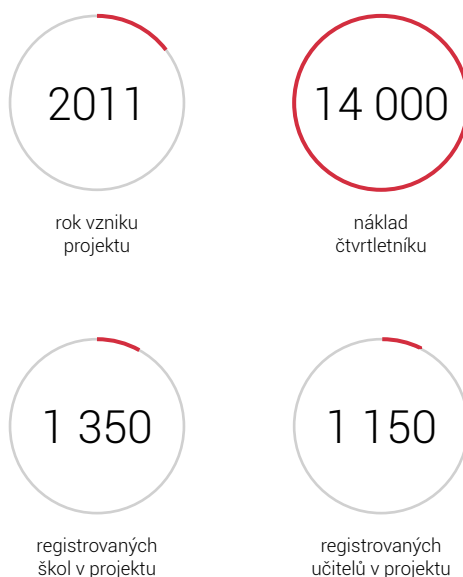 2011
rok vzniku
projektu
14 000
náklad
čtvrtletníku
1 350
registrovaných
škol v projektu
1 150
registrovaných
učitelů v projektu